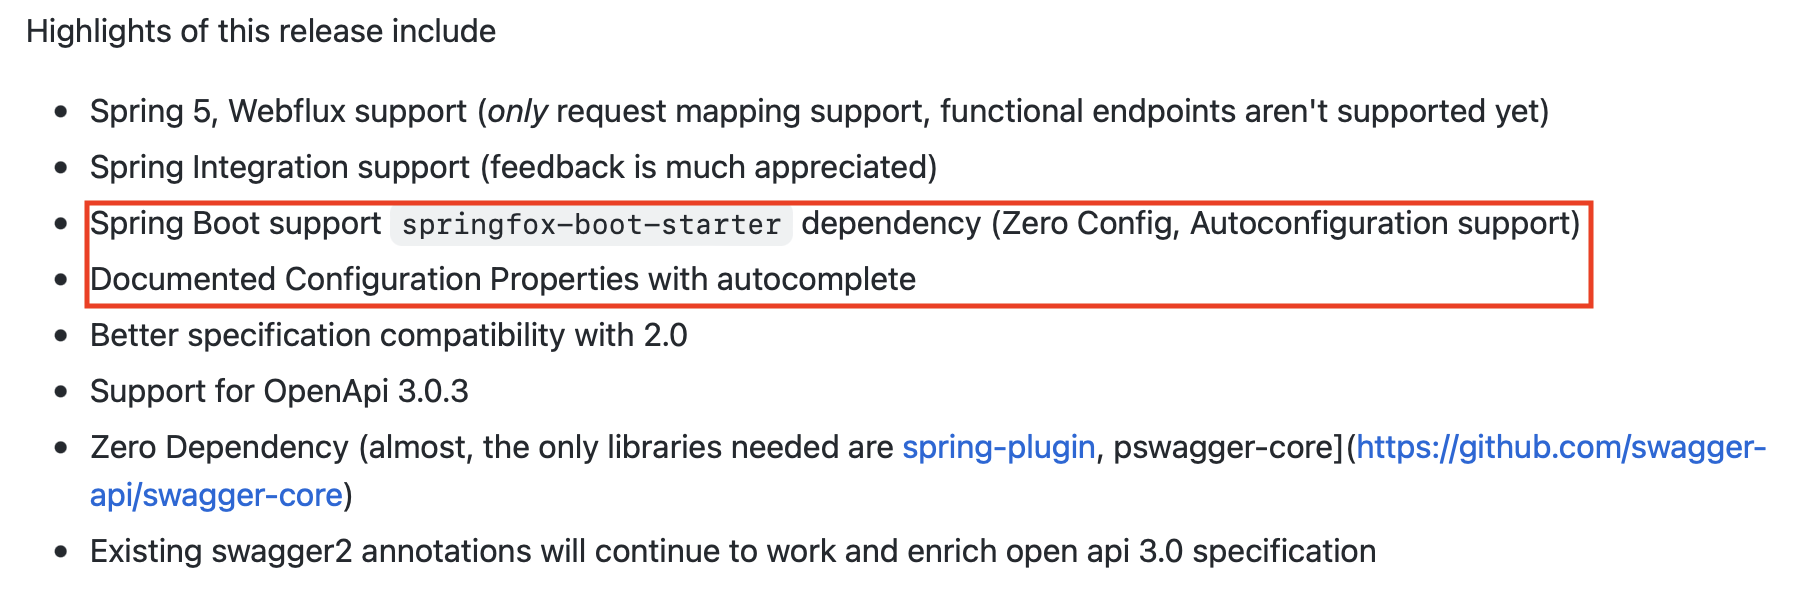 Highlights of this release include
• Spring 5, Webflux support (only request mapping support, functional endpoints aren't supported yet)
• Spring Integration support (feedback is much appreciated)
• Spring Boot support springfox-boot-starter dependency (Zero Config, Autoconfiguration support)
• Documented Configuration Properties with autocomplete
• Better specification compatibility with 2.0
• Support for OpenApi 3.0.3
• Zero Dependency (almost, the only libraries needed are spring-plugin, pswagger-core](https://github.com/swagger-
api/swagger-core)
• Existing swagger2 annotations will continue to work and enrich open api 3.0 specification